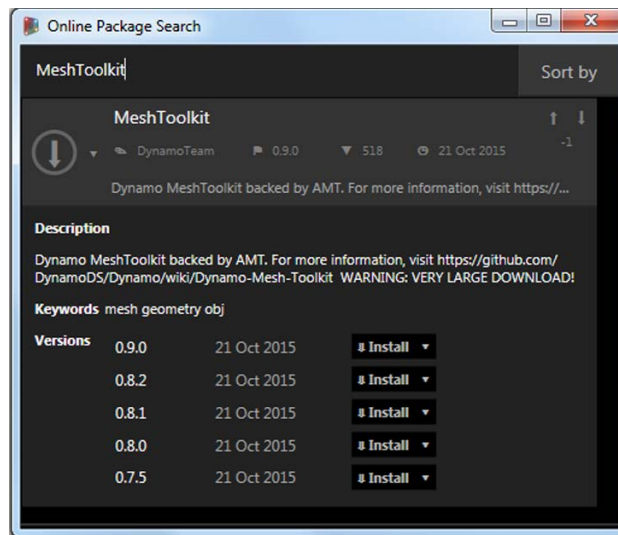 Online Package Search
MeshToolkit
Sort by
MeshToolkit
DynamoTeam 0.9.0 518 21 Oct 2015 -1
Dynamo MeshToolkit backed by AMT. For more information, visit https://...
Description
Dynamo MeshToolkit backed by AMT. For more information, visit https://github.com/
DynamoDS/Dynamo/wiki/Dynamo-Mesh-Toolkit WARNING: VERY LARGE DOWNLOAD!
Keywords mesh geometry obj
Versions 0.9.0 21 Oct 2015 Install
0.8.2 21 Oct 2015 Install
0.8.1 21 Oct 2015 Install
0.8.0 21 Oct 2015 Install
0.7.5 21 Oct 2015 Install